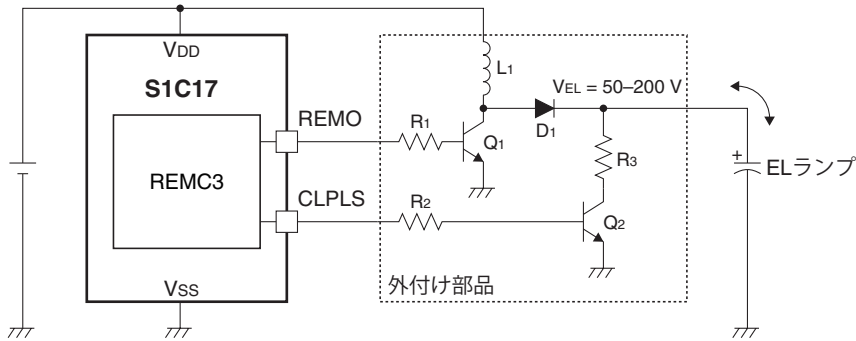 VDD
S1C17
REMC3
VSS
REMO
CLPLS
R1
R2
L1
Q1
D1
VEL = 50–200 V
R3
Q2
外付け部品
+
ELランプ